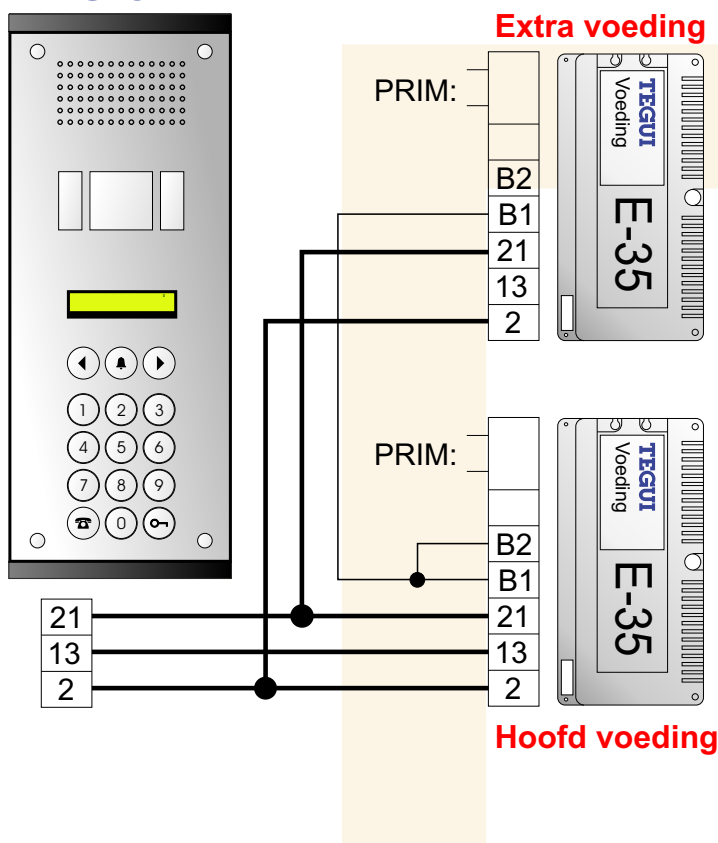 Extra voeding
PRIM:
B2
B1
21
13
2
TEGUI
Voeding
E-35
1 2 3
4 5 6
7 8 9
0
PRIM:
B2
B1
21
13
2
TEGUI
Voeding
E-35
21
13
2
Hoofd voeding